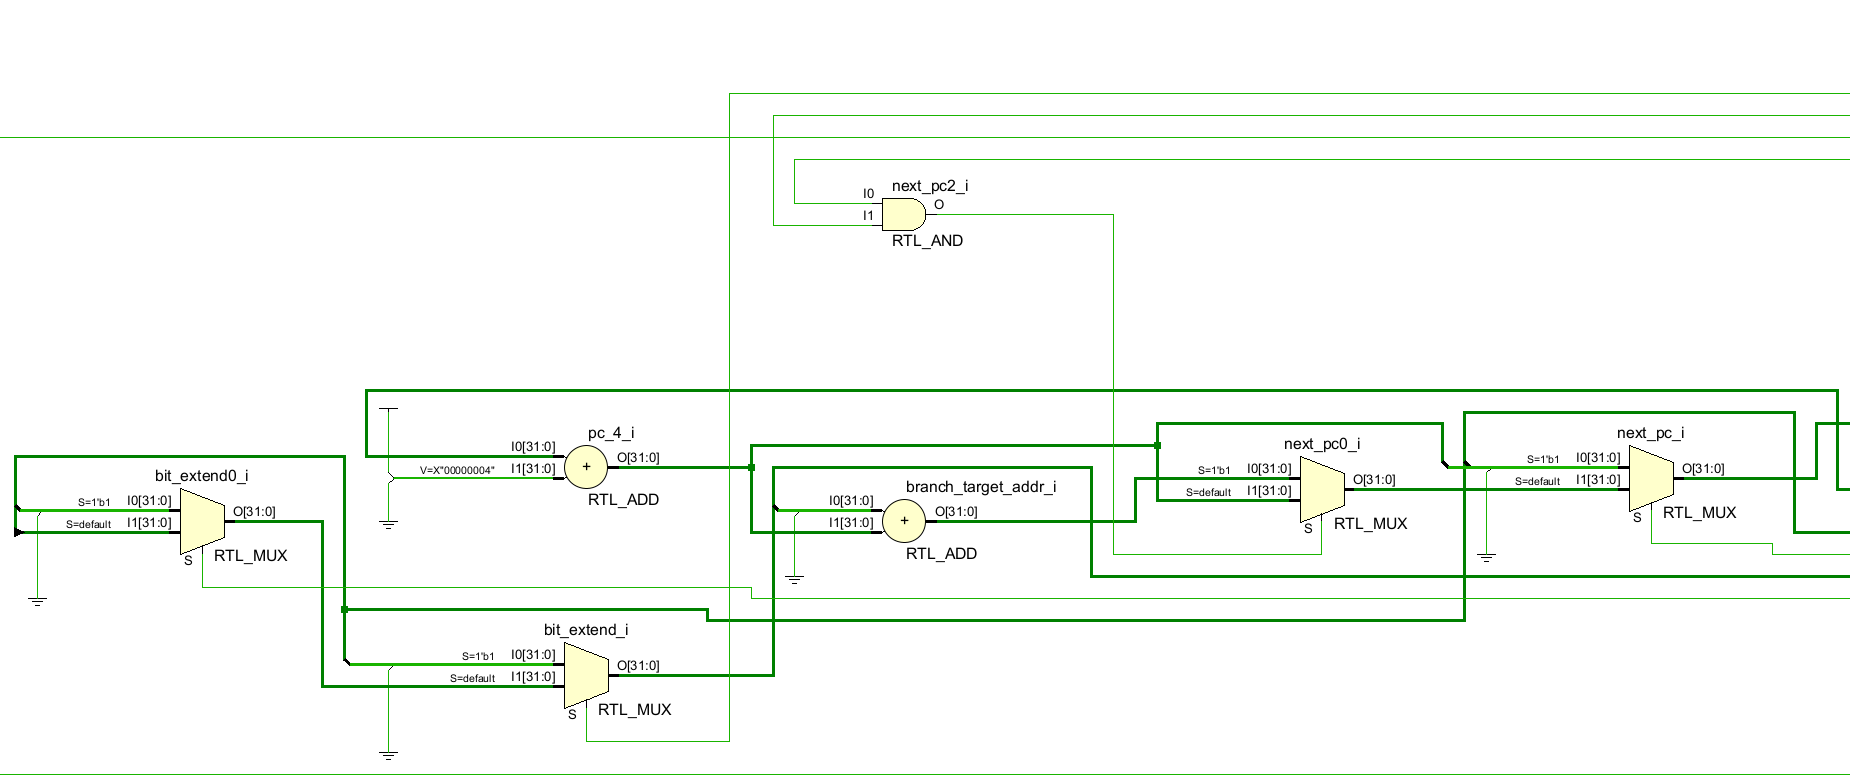 next_pc2_i
I0
O
I1
RTL_AND
pc_4_i
I0[31:0]
O[31:0]
V=X"00000004"
I1[31:0]
+
RTL_ADD
next_pc_i
S=1'b1
I0[31:0]
O[31:0]
S=default
I1[31:0]
S
RTL_MUX
next_pc0_i
S=1'b1
I0[31:0]
O[31:0]
S=default
I1[31:0]
S
RTL_MUX
bit_extend0_i
S=1'b1
I0[31:0]
O[31:0]
S=default
I1[31:0]
S
RTL_MUX
branch_target_addr_i
I0[31:0]
O[31:0]
I1[31:0]
+
RTL_ADD
bit_extend_i
S=1'b1
I0[31:0]
O[31:0]
S=default
I1[31:0]
S
RTL_MUX